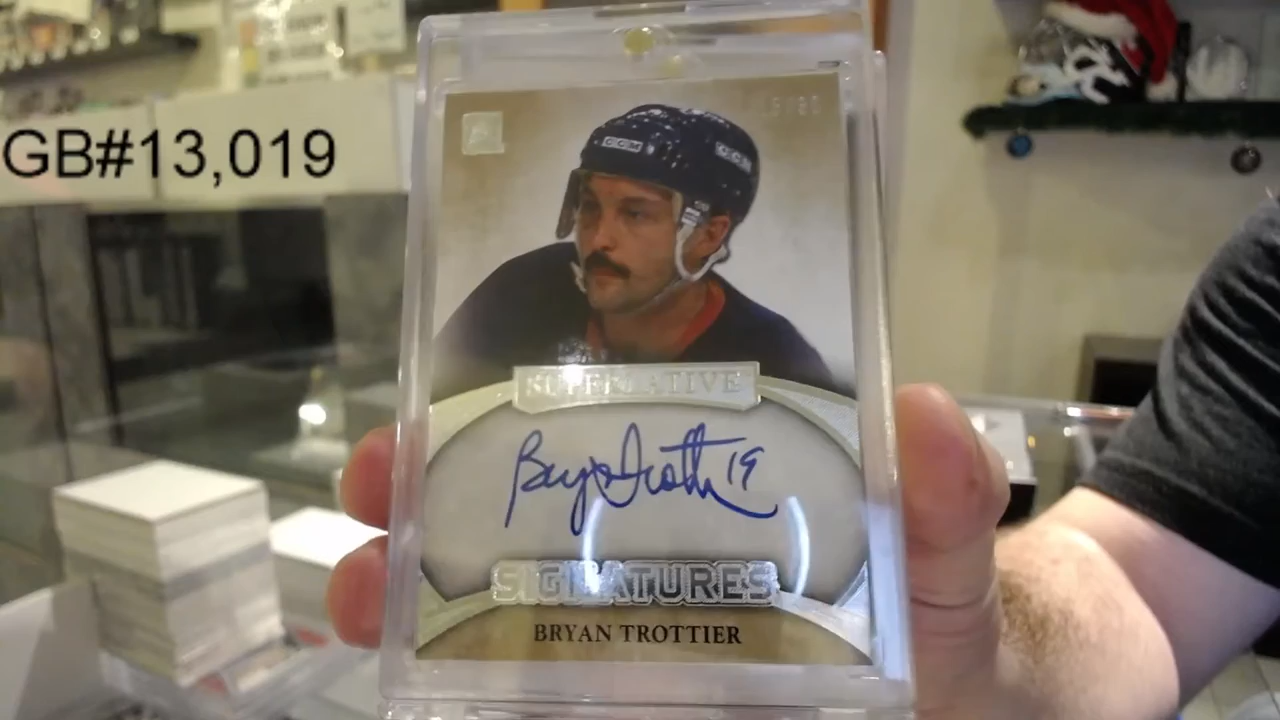 GB#13,019
CCM CCM
SUPERLATIVE
Bryan Trottier 19
SIGNATURES
BRYAN TROTTIER